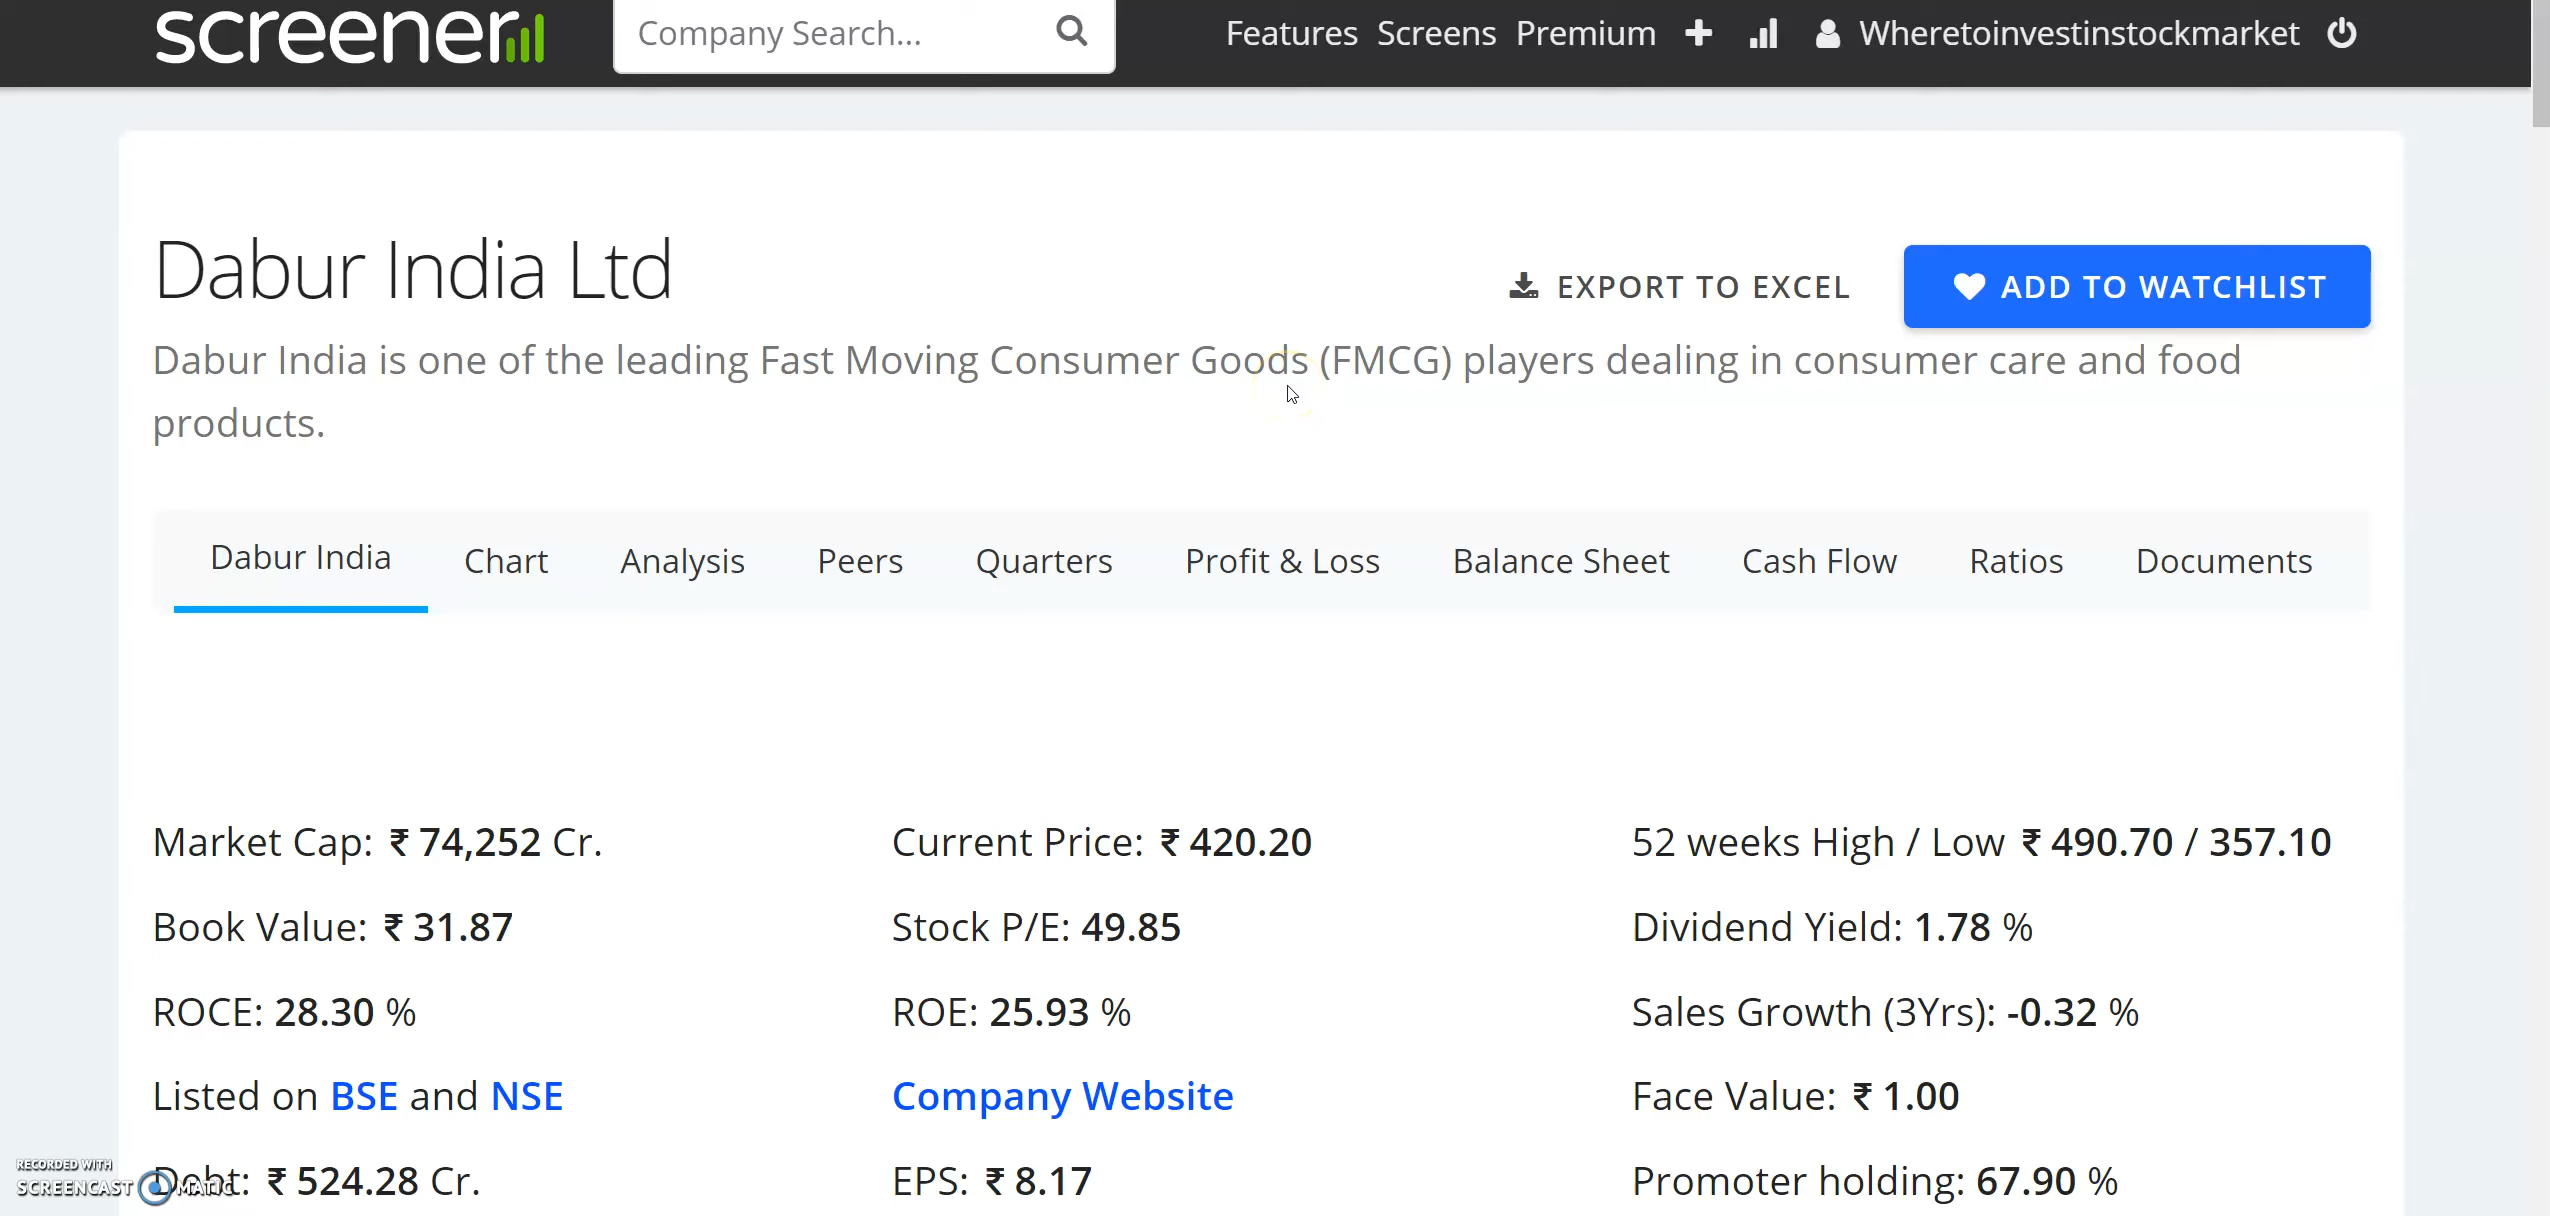 screener
Company Search...
Features Screens Premium Wheretoinvestinstockmarket
Dabur India Ltd
EXPORT TO EXCEL
ADD TO WATCHLIST
Dabur India is one of the leading Fast Moving Consumer Goods (FMCG) players dealing in consumer care and food
products.
Dabur India Chart Analysis Peers Quarters Profit & Loss Balance Sheet Cash Flow Ratios Documents
Market Cap: ₹ 74,252 Cr. Current Price: ₹ 420.20 52 weeks High / Low ₹ 490.70 / 357.10
Book Value: ₹ 31.87 Stock P/E: 49.85 Dividend Yield: 1.78 %
ROCE: 28.30 % ROE: 25.93 % Sales Growth (3Yrs): -0.32 %
Listed on BSE and NSE Company Website Face Value: ₹ 1.00
Debt: ₹ 524.28 Cr. EPS: ₹ 8.17 Promoter holding: 67.90 %
RECORDED WITH
SCREENCAST MATIC